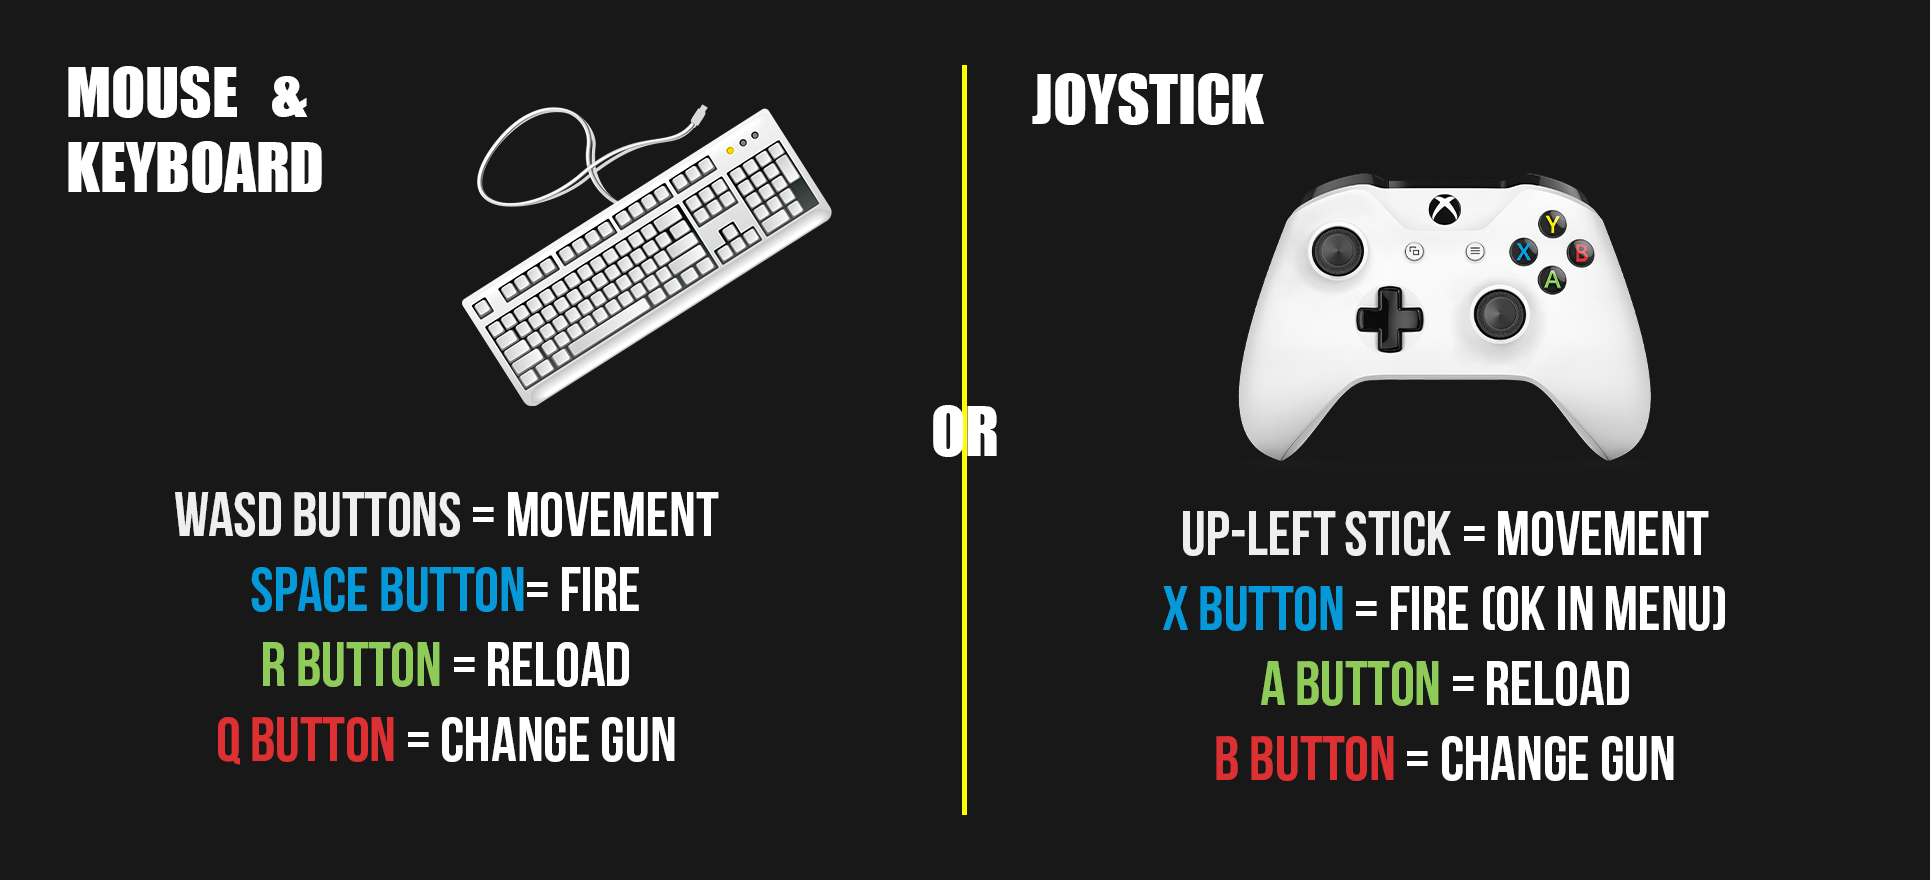 MOUSE &
KEYBOARD
WASD BUTTONS = MOVEMENT
SPACE BUTTON= FIRE
R BUTTON = RELOAD
Q BUTTON = CHANGE GUN
OR
JOYSTICK
Y
X B
A
UP-LEFT STICK = MOVEMENT
X BUTTON = FIRE (OK IN MENU)
A BUTTON = RELOAD
B BUTTON = CHANGE GUN